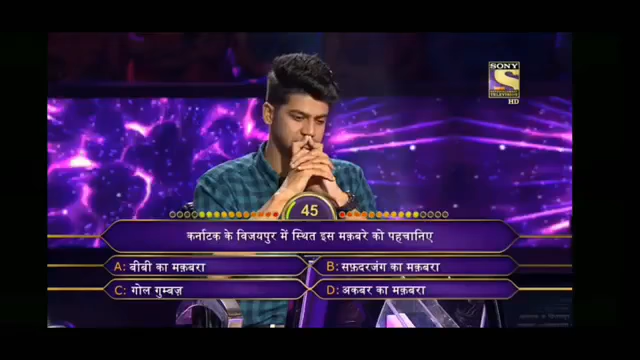 SONY
S
HD
45
कर्नाटक के विजयपुर में स्थित इस मक़बरे को पहचानिए
A: बीबी का मक़बरा
B: सफ़दरजंग का मक़बरा
C: गोल गुम्बज़
D: अकबर का मक़बरा